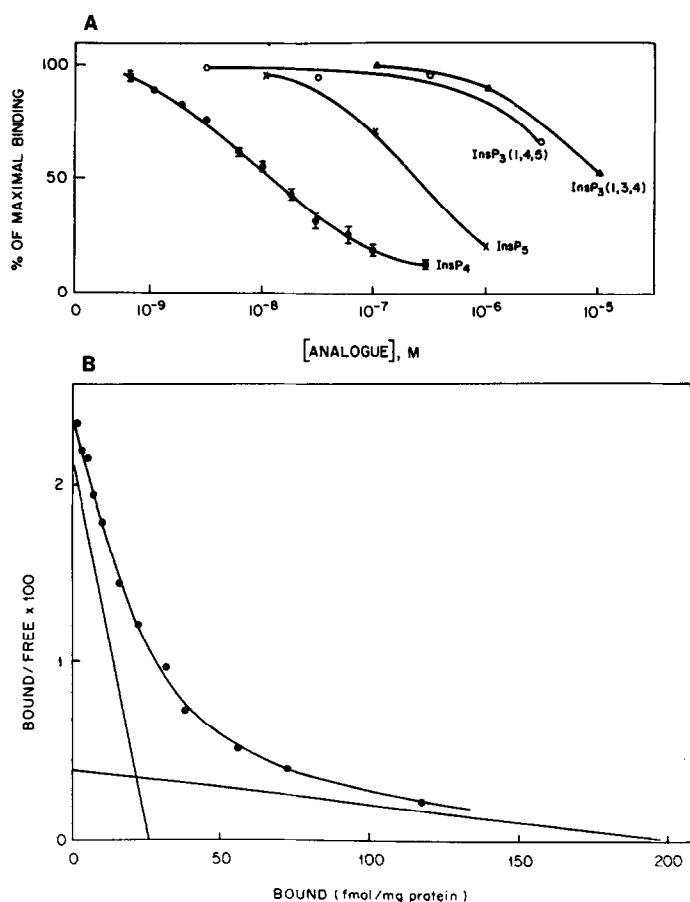 A
% OF MAXIMAL BINDING
100
50
0
InsP3(1,4,5)
InsP3(1,3,4)
InsP5
InsP4
0 10-9 10-8 10-7 10-6 10-5
[ANALOGUE], M
B
BOUND/FREE x 100
2
1
0
0 50 100 150 200
BOUND (fmol/mg protein)